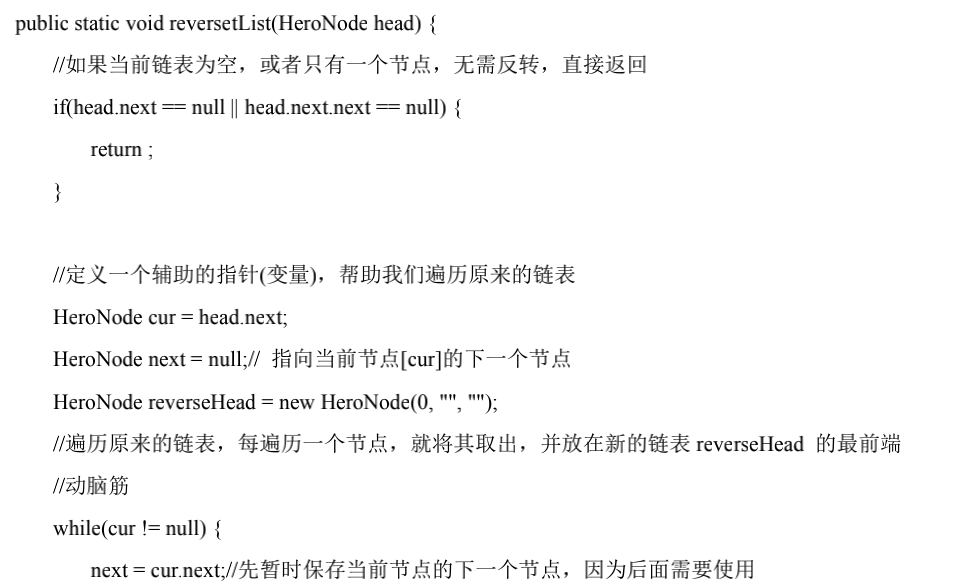 public static void reversetList(HeroNode head) {
//如果当前链表为空，或者只有一个节点，无需反转，直接返回
if(head.next == null || head.next.next == null) {
return ;
}
//定义一个辅助的指针(变量)，帮助我们遍历原来的链表
HeroNode cur = head.next;
HeroNode next = null;// 指向当前节点[cur]的下一个节点
HeroNode reverseHead = new HeroNode(0, "", "");
//遍历原来的链表，每遍历一个节点，就将其取出，并放在新的链表 reverseHead 的最前端
//动脑筋
while(cur != null) {
next = cur.next;//先暂时保存当前节点的下一个节点，因为后面需要使用